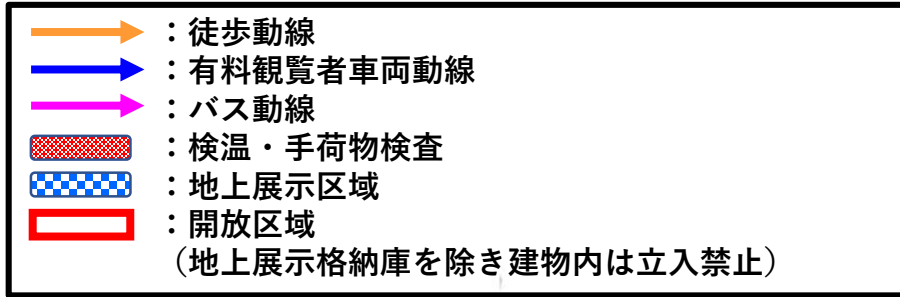 ：徒歩動線
：有料観覧者車両動線
：バス動線
：検温・手荷物検査
：地上展示区域
：開放区域
（地上展示格納庫を除き建物内は立入禁止）